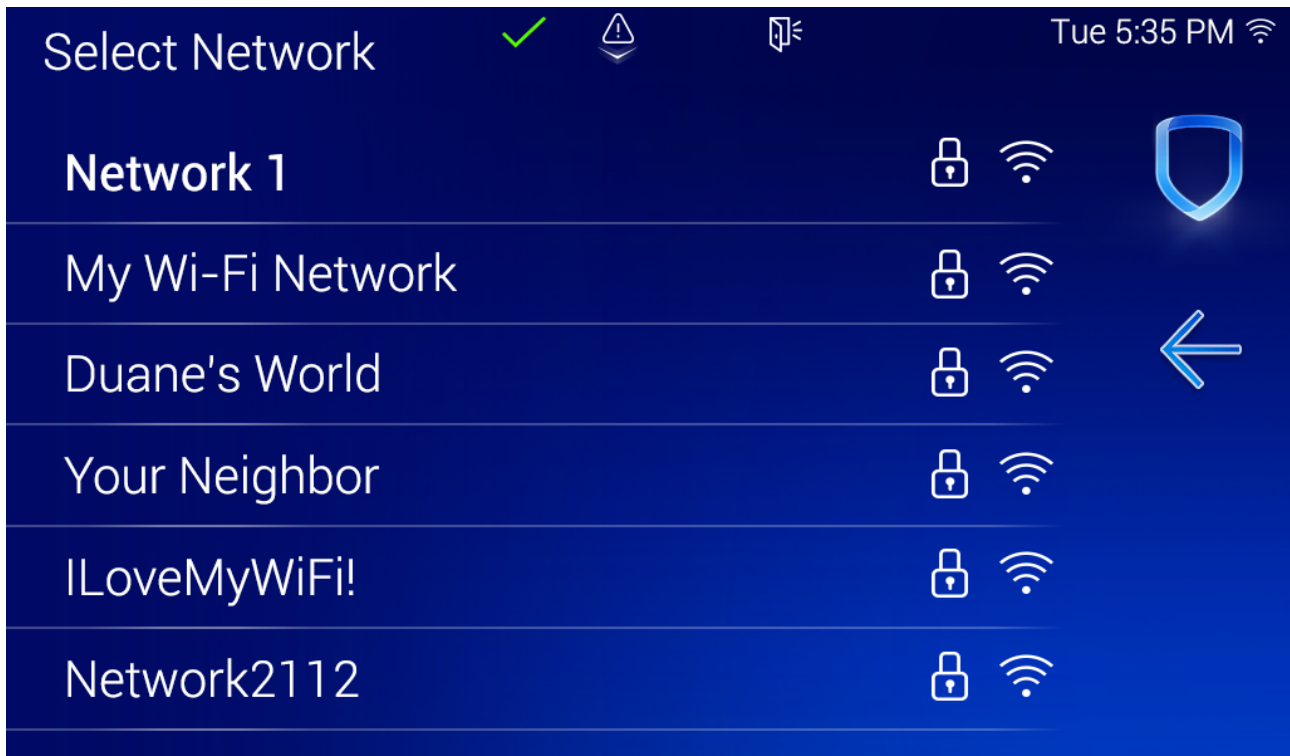 Select Network
Tue 5:35 PM
Network 1
My Wi-Fi Network
Duane's World
Your Neighbor
ILoveMyWiFi!
Network2112